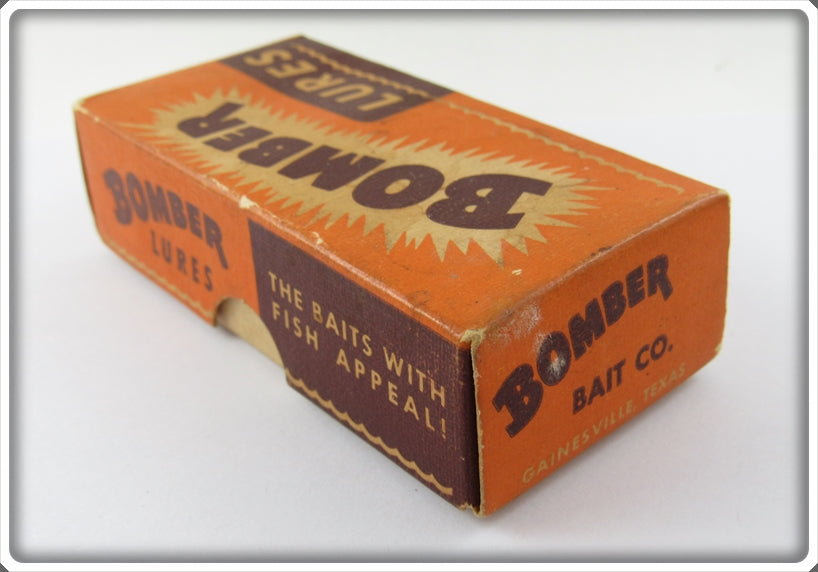 BOMBER
LURES
BOMBER
LURES
THE BAITS WITH
FISH APPEAL!
BOMBER
BAIT CO.
GAINESVILLE, TEXAS